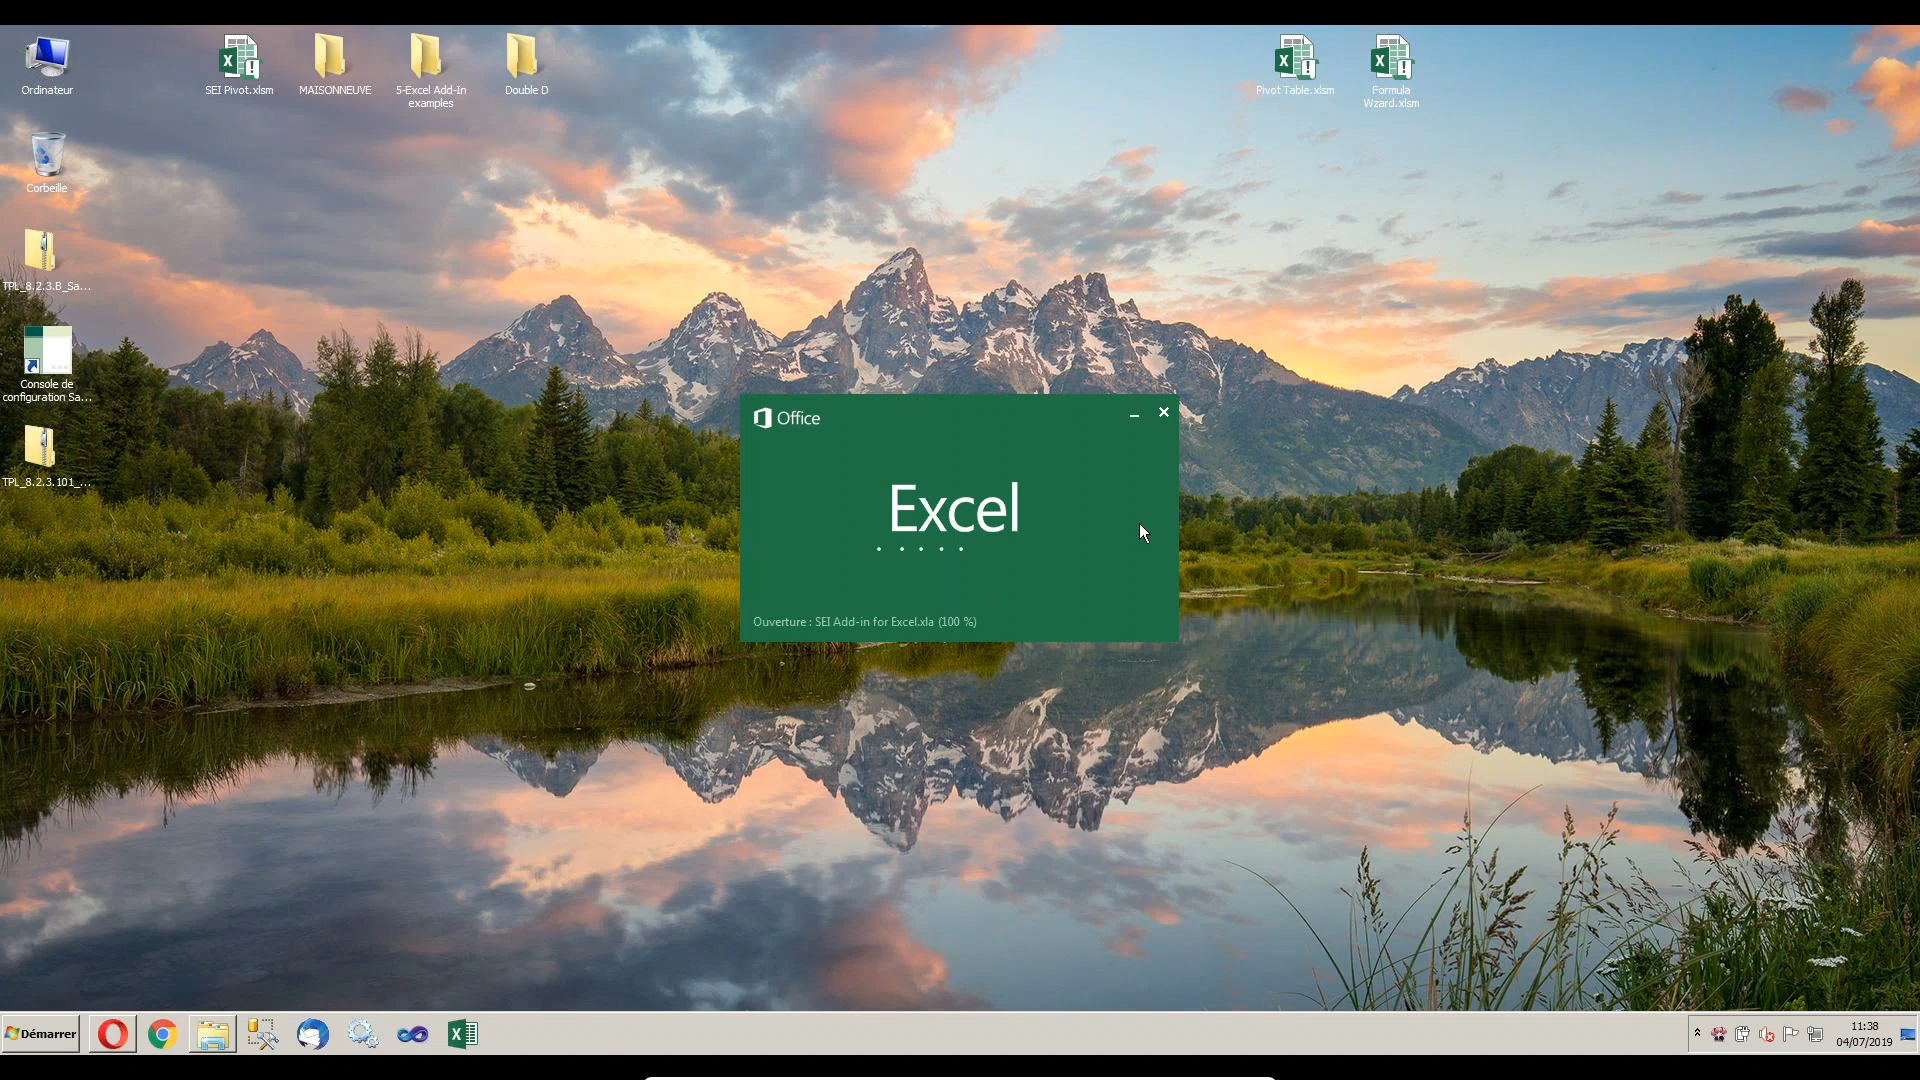 Ordinateur
SEI Pivot.xlsm
MAISONNEUVE
5-Excel Add-In
examples
Double D
Pivot Table.xlsm
Formula
Wzard.xlsm
Corbeille
TPL_8.2.3.B_Sa...
Console de
configuration Sa...
TPL_8.2.3.101_...
Office
Excel
Ouverture : SEI Add-in for Excel.xla (100 %)
Démarrer
11:38
04/07/2019